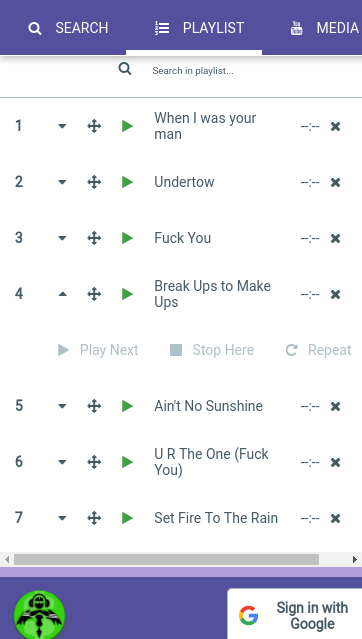 SEARCH PLAYLIST MEDIA
Search in playlist...
1 When I was your man --:--
2 Undertow --:--
3 Fuck You --:--
4 Break Ups to Make Ups --:--
Play Next Stop Here Repeat
5 Ain't No Sunshine --:--
6 U R The One (Fuck You) --:--
7 Set Fire To The Rain --:--
Sign in with
Google